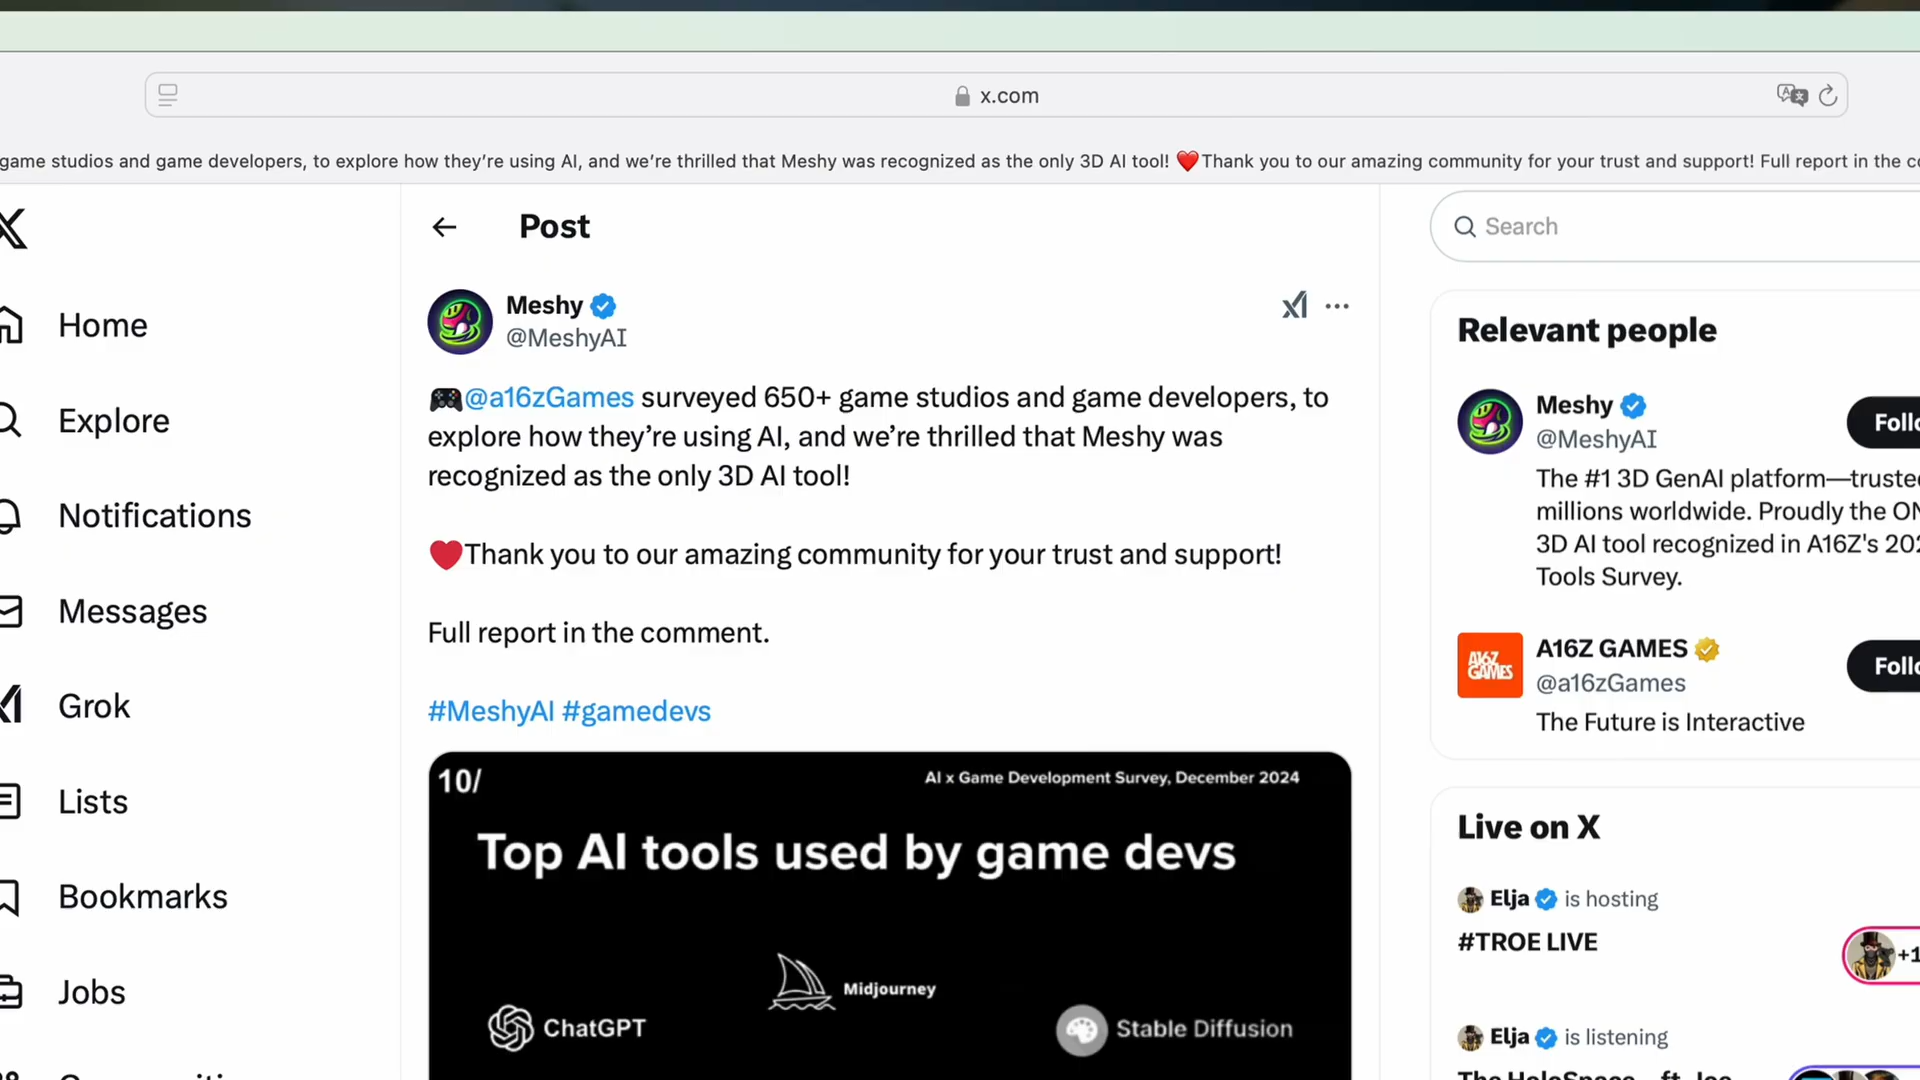 x.com
game studios and game developers, to explore how they're using AI, and we're thrilled that Meshy was recognized as the only 3D AI tool! ❤️Thank you to our amazing community for your trust and support! Full report in the
X
Home
Explore
Notifications
Messages
Grok
Lists
Bookmarks
Jobs
Post
Meshy
@MeshyAI
🎮@a16zGames surveyed 650+ game studios and game developers, to
explore how they're using AI, and we're thrilled that Meshy was
recognized as the only 3D AI tool!
❤️Thank you to our amazing community for your trust and support!
Full report in the comment.
#MeshyAI #gamedevs
10/
AI x Game Development Survey, December 2024
Top AI tools used by game devs
Midjourney
ChatGPT
Stable Diffusion
Search
Relevant people
Meshy
@MeshyAI
Follo
The #1 3D GenAI platform—truste
millions worldwide. Proudly the ON
3D AI tool recognized in A16Z's 202
Tools Survey.
A16Z GAMES
A16Z GAMES
@a16zGames
Follo
The Future is Interactive
Live on X
Elja is hosting
#TROE LIVE
+1
Elja is listening